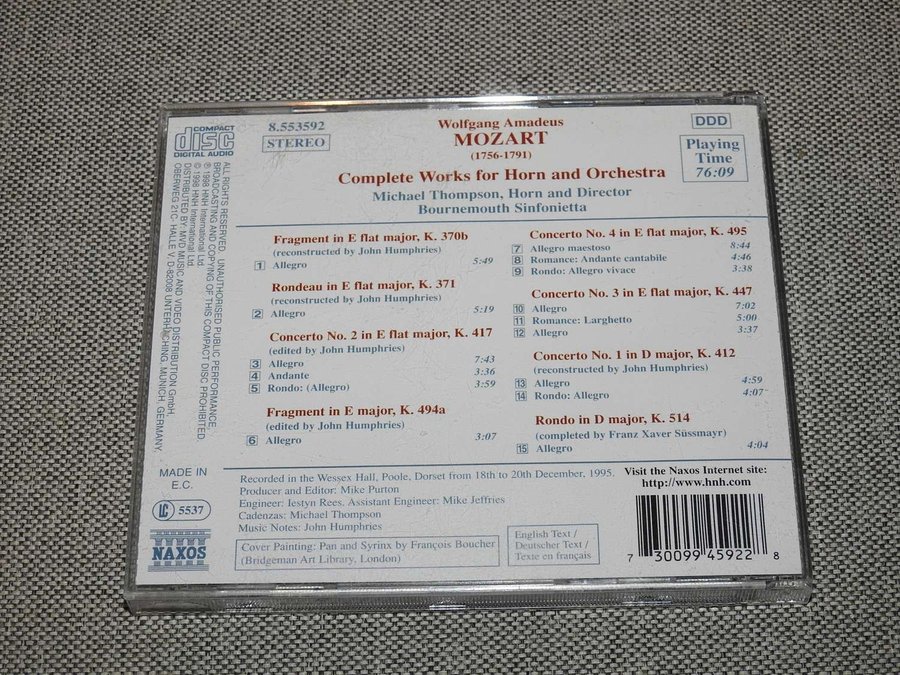 COMPACT
disc
DIGITAL AUDIO
8.553592
STEREO
Wolfgang Amadeus
MOZART
(1756-1791)
Complete Works for Horn and Orchestra
Michael Thompson, Horn and Director
Bournemouth Sinfonietta
DDD
Playing
Time
76:09
ALL RIGHTS RESERVED. UNAUTHORISED PUBLIC PERFORMANCE,
BROADCASTING AND COPYING OF THIS COMPACT DISC PROHIBITED.
℗ 1998 HNH International Ltd.
© 1998 HNH International Ltd.
DISTRIBUTED BY: MVD MUSIC AND VIDEO DISTRIBUTION GmbH,
OBERWEG 21C · HALLE V, D-82008 UNTERHACHING, MUNICH, GERMANY.
Fragment in E flat major, K. 370b
(reconstructed by John Humphries)
1 Allegro 5:49
Rondeau in E flat major, K. 371
(reconstructed by John Humphries)
2 Allegro 5:19
Concerto No. 2 in E flat major, K. 417
(edited by John Humphries)
3 Allegro 7:43
4 Andante 3:36
5 Rondo: (Allegro) 3:59
Fragment in E major, K. 494a
(edited by John Humphries)
6 Allegro 3:07
Concerto No. 4 in E flat major, K. 495
7 Allegro maestoso 8:44
8 Romance: Andante cantabile 4:46
9 Rondo: Allegro vivace 3:38
Concerto No. 3 in E flat major, K. 447
10 Allegro 7:02
11 Romance: Larghetto 5:00
12 Allegro 3:37
Concerto No. 1 in D major, K. 412
(reconstructed by John Humphries)
13 Allegro 4:59
14 Rondo: Allegro 4:07
Rondo in D major, K. 514
(completed by Franz Xaver Süssmayr)
15 Allegro 4:04
MADE IN
E.C.
LC 5537
NAXOS
Recorded in the Wessex Hall, Poole, Dorset from 18th to 20th December, 1995.
Producer and Editor: Mike Purton
Engineer: Iestyn Rees, Assistant Engineer: Mike Jeffries
Cadenzas: Michael Thompson
Music Notes: John Humphries
Cover Painting: Pan and Syrinx by François Boucher
(Bridgeman Art Library, London)
English Text /
Deutscher Text /
Texte en français
Visit the Naxos Internet site:
http://www.hnh.com
7 30099 45922 8